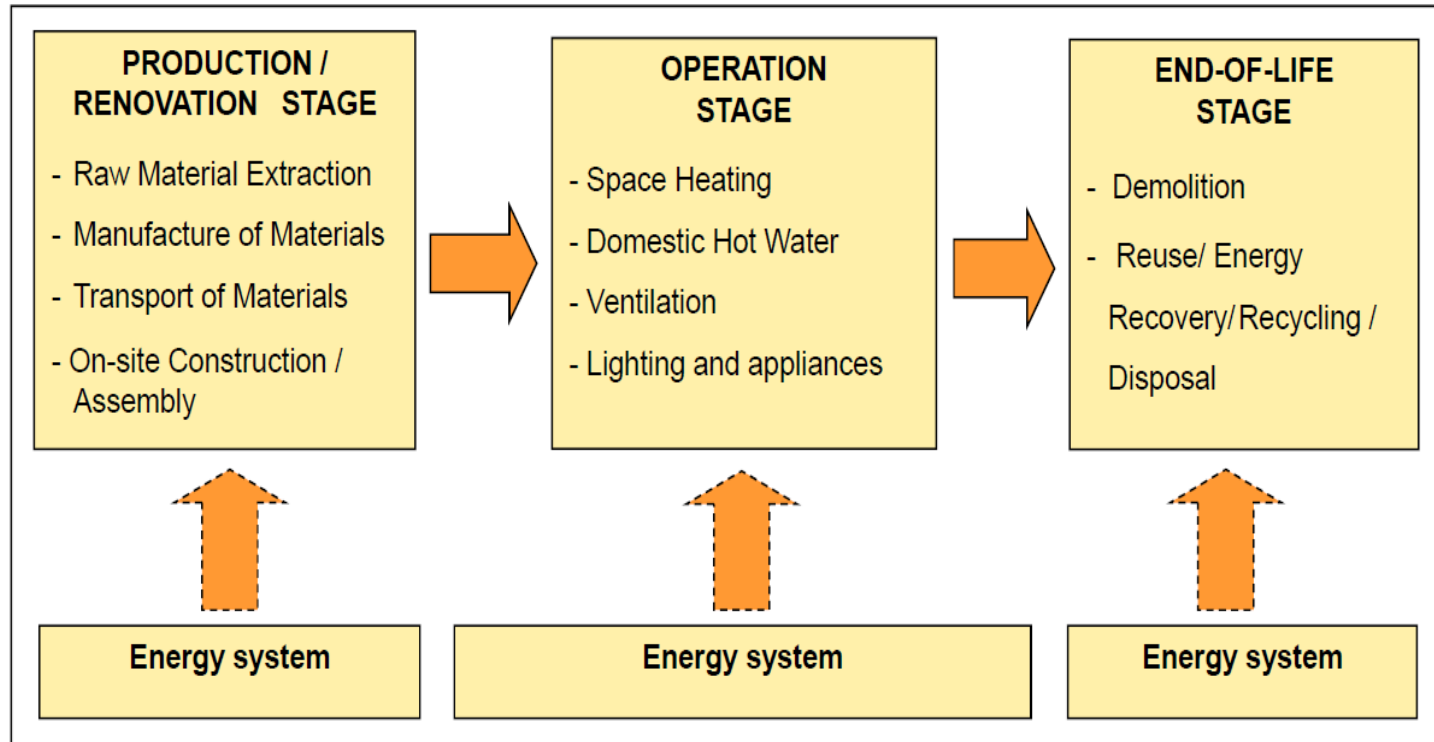 PRODUCTION /
RENOVATION STAGE
- Raw Material Extraction
- Manufacture of Materials
- Transport of Materials
- On-site Construction /
Assembly
OPERATION
STAGE
- Space Heating
- Domestic Hot Water
- Ventilation
- Lighting and appliances
END-OF-LIFE
STAGE
- Demolition
- Reuse/ Energy
Recovery/ Recycling /
Disposal
Energy system
Energy system
Energy system